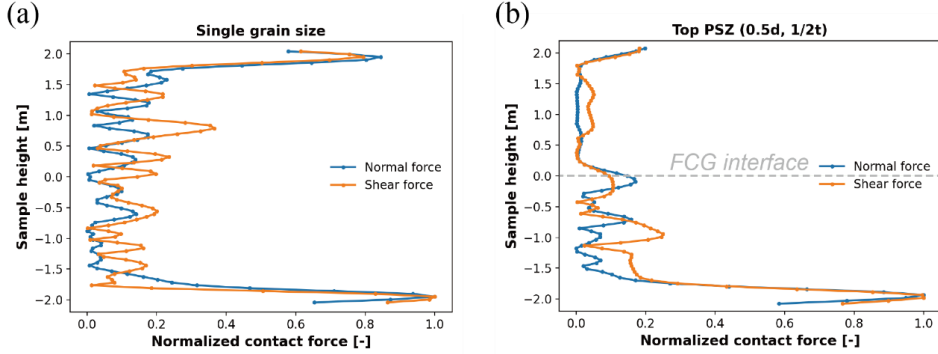 (a)
Single grain size
2.0
1.5
1.0
0.5
0.0
−0.5
−1.0
−1.5
−2.0
Sample height [m]
Normal force
Shear force
0.0 0.2 0.4 0.6 0.8 1.0
Normalized contact force [-]
(b)
Top PSZ (0.5d, 1/2t)
2.0
1.5
1.0
0.5
0.0
−0.5
−1.0
−1.5
−2.0
Sample height [m]
FCG interface
Normal force
Shear force
0.0 0.2 0.4 0.6 0.8 1.0
Normalized contact force [-]